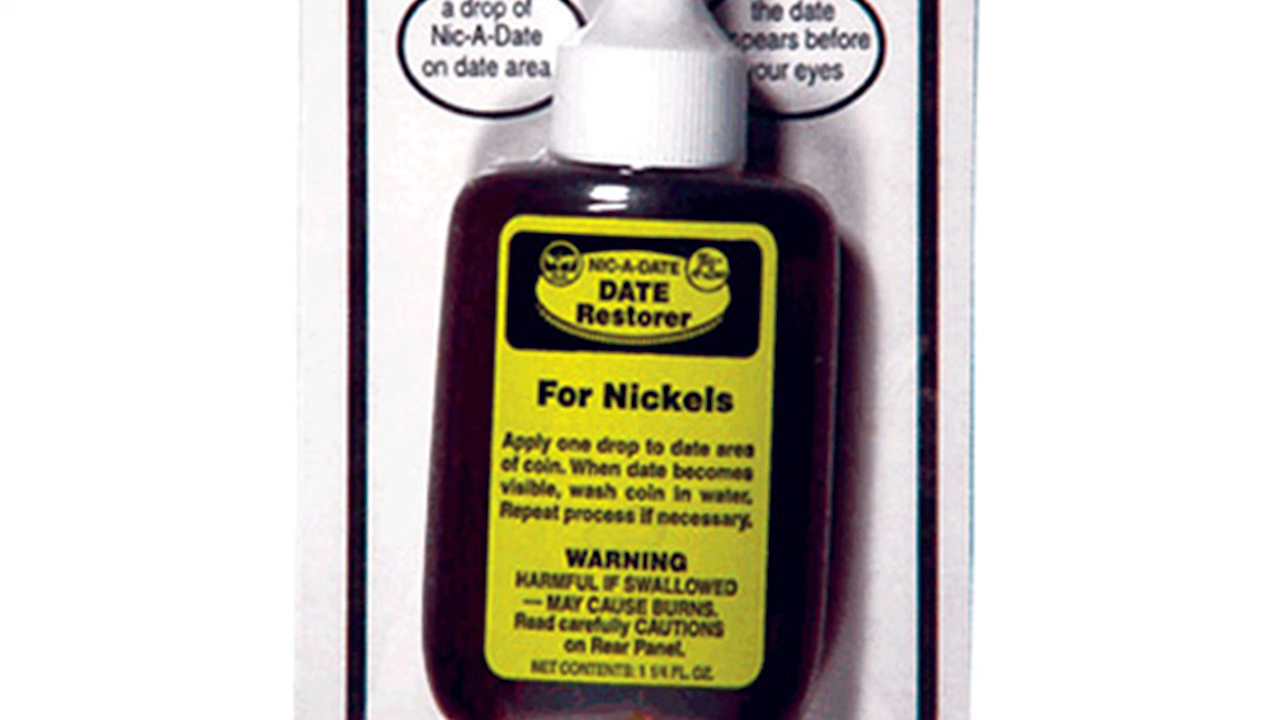 a drop of
Nic-A-Date
on date area
the date
pears before
our eyes
NIC-A-DATE
DATE
Restorer
For Nickels
Apply one drop to date area
of coin. When date becomes
visible, wash coin in water.
Repeat process if necessary.
WARNING
HARMFUL IF SWALLOWED
— MAY CAUSE BURNS.
Read carefully CAUTIONS
on Rear Panel.
NET CONTENTS: 1 1/4 FL. OZ.